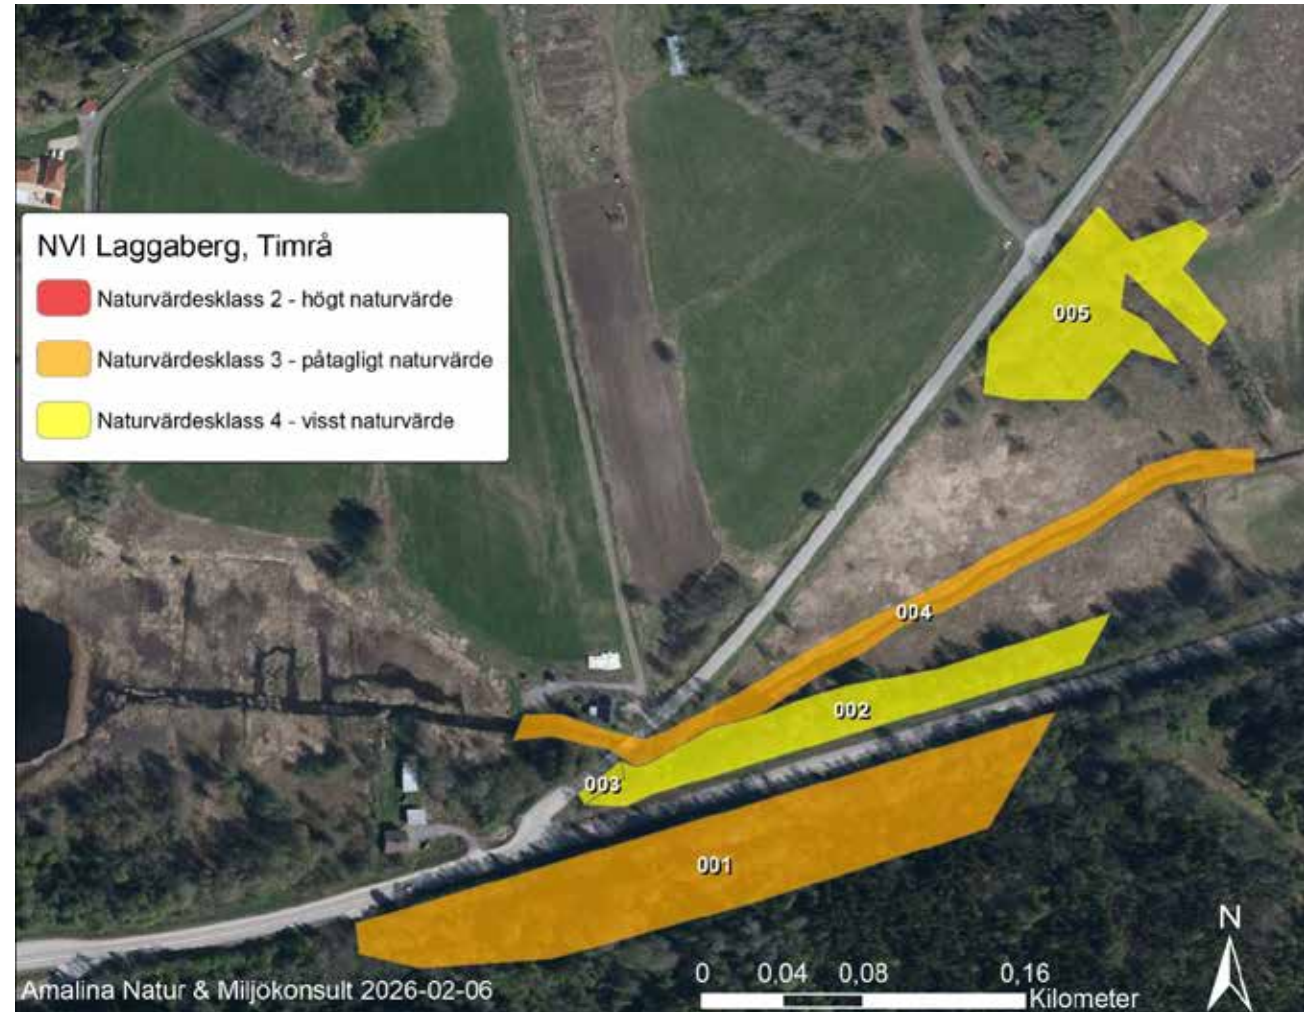 NVI Laggaberg, Timrå
Naturvärdesklass 2 - högt naturvärde
Naturvärdesklass 3 - påtagligt naturvärde
Naturvärdesklass 4 - visst naturvärde
005
004
002
003
001
N
0 0,04 0,08 0,16
Kilometer
Amalina Natur & Miljökonsult 2026-02-06